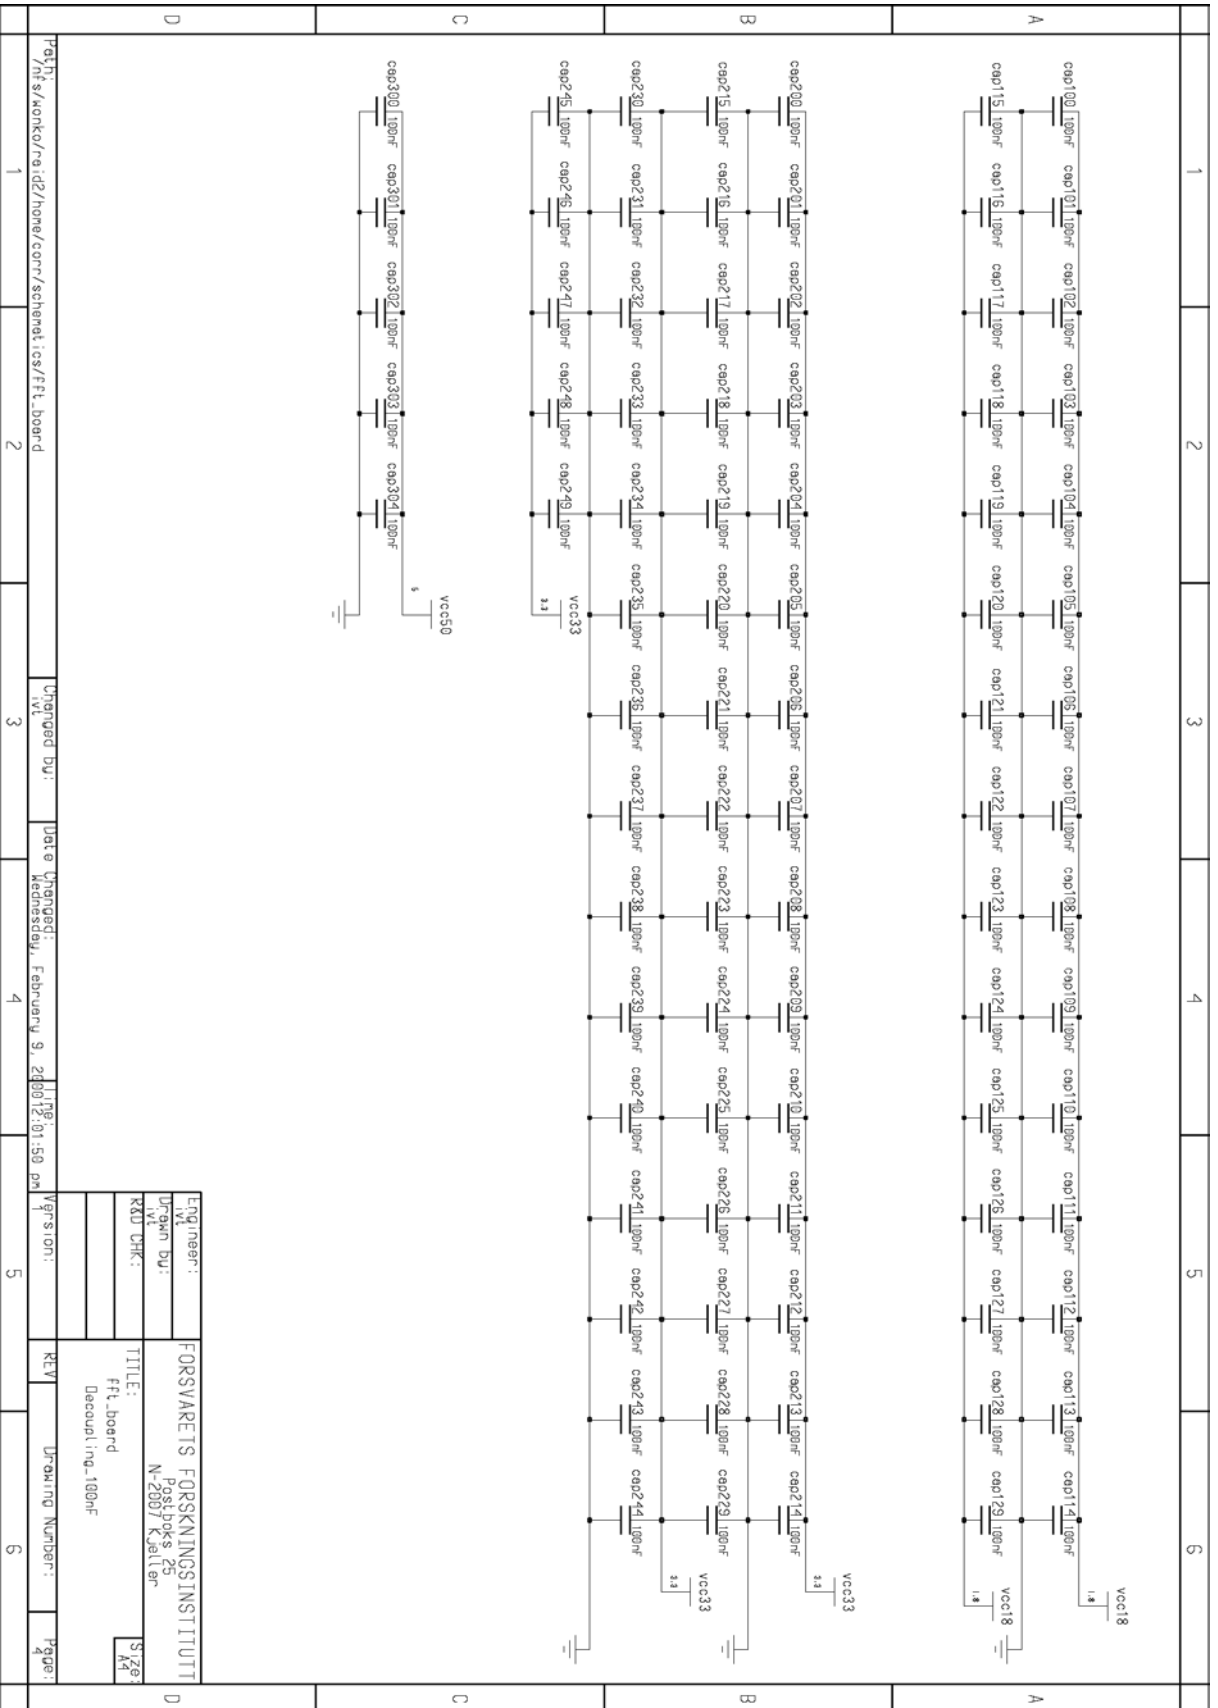 1 2 3 4 5 6
A
cap100 100nF cap101 100nF cap102 100nF cap103 100nF cap104 100nF cap105 100nF cap106 100nF cap107 100nF cap108 100nF cap109 100nF cap110 100nF cap111 100nF cap112 100nF cap113 100nF cap114 100nF
vcc18
1.8
cap115 100nF cap116 100nF cap117 100nF cap118 100nF cap119 100nF cap120 100nF cap121 100nF cap122 100nF cap123 100nF cap124 100nF cap125 100nF cap126 100nF cap127 100nF cap128 100nF cap129 100nF
vcc18
1.8
A
B
cap200 100nF cap201 100nF cap202 100nF cap203 100nF cap204 100nF cap205 100nF cap206 100nF cap207 100nF cap208 100nF cap209 100nF cap210 100nF cap211 100nF cap212 100nF cap213 100nF cap214 100nF
vcc33
3.3
cap215 100nF cap216 100nF cap217 100nF cap218 100nF cap219 100nF cap220 100nF cap221 100nF cap222 100nF cap223 100nF cap224 100nF cap225 100nF cap226 100nF cap227 100nF cap228 100nF cap229 100nF
vcc33
3.3
cap230 100nF cap231 100nF cap232 100nF cap233 100nF cap234 100nF cap235 100nF cap236 100nF cap237 100nF cap238 100nF cap239 100nF cap240 100nF cap241 100nF cap242 100nF cap243 100nF cap244 100nF
B
cap245 100nF cap246 100nF cap247 100nF cap248 100nF cap249 100nF
vcc33
3.3
C
C
vcc50
5
cap300 100nF cap301 100nF cap302 100nF cap303 100nF cap304 100nF
D
D
Engineer:
ivt
Drawn by:
ivt
R&D CHK:
FORSVARETS FORSKNINGSINSTITUTT
Postboks 25
N-2007 Kjeller
TITLE:
fft_board
Decoupling_100nF
Size:
A4
Path:
/nfs/wonko/raid2/home/corr/schematics/fft_board
Changed by:
ivt
Date Changed:
Wednesday, February 9, 2000
Time:
12:01:50 pm
Version:
1
REV
Drawing Number:
Page:
4
1 2 3 4 5 6